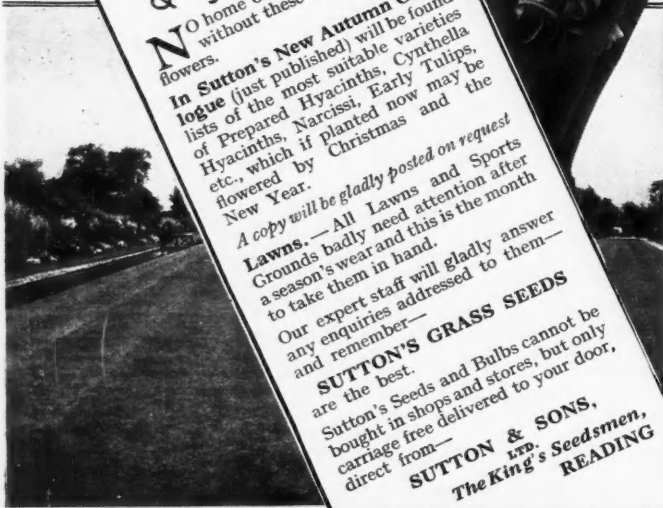 &
NO home
without these
flowers.
In Sutton's New Autumn
logue (just published) will be found
lists of the most suitable varieties
of Prepared Hyacinths, Cynthella
Hyacinths, Narcissi, Early Tulips,
etc., which if planted now may be
flowered by Christmas and the
New Year.
A copy will be gladly posted on request
Lawns.—All Lawns and Sports
Grounds badly need attention after
a season's wear and this is the month
to take them in hand.
Our expert staff will gladly answer
any enquiries addressed to them—
and remember—
SUTTON'S GRASS SEEDS
are the best.
Sutton's Seeds and Bulbs cannot be
bought in shops and stores, but only
carriage free delivered to your door,
direct from—
SUTTON & SONS,
LTD.
The King's Seedsmen,
READING